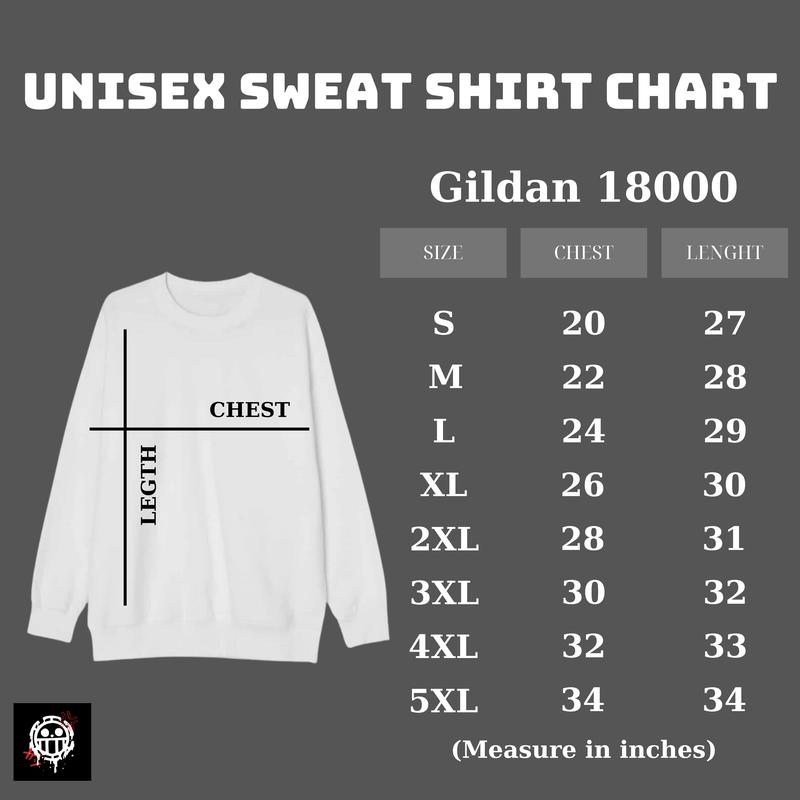 UNISEX SWEAT SHIRT CHART
Gildan 18000
SIZE CHEST LENGHT
S 20 27
M 22 28
L 24 29
XL 26 30
2XL 28 31
3XL 30 32
4XL 32 33
5XL 34 34
(Measure in inches)
CHEST
LEGTH